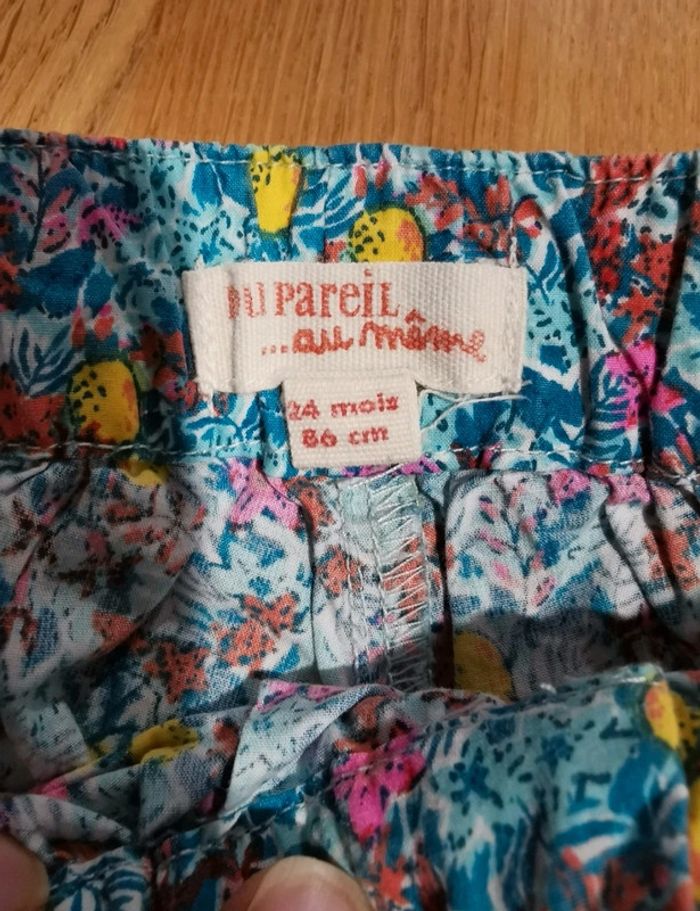 DU PAREIL
...au même
24 mois
86 cm